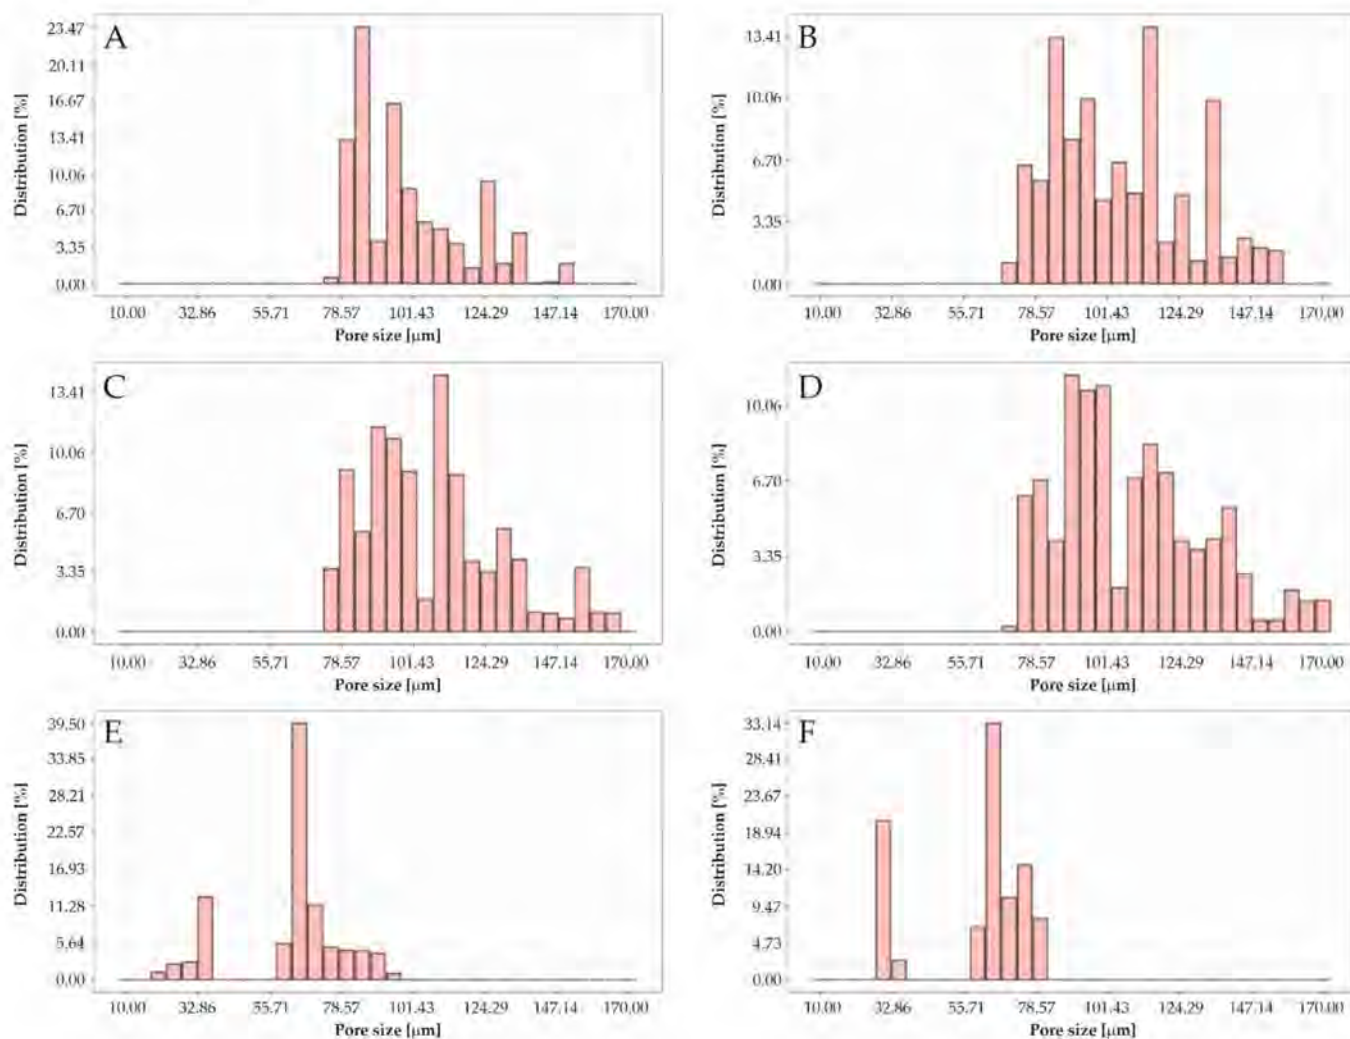 A
23.47
20.11
16.67
13.41
10.06
6.70
3.35
0.00
Distribution [%]
10.00 32.86 55.71 78.57 101.43 124.29 147.14 170.00
Pore size [μm]
B
13.41
10.06
6.70
3.35
0.00
Distribution [%]
10.00 32.86 55.71 78.57 101.43 124.29 147.14 170.00
Pore size [μm]
C
13.41
10.06
6.70
3.35
0.00
Distribution [%]
10.00 32.86 55.71 78.57 101.43 124.29 147.14 170.00
Pore size [μm]
D
10.06
6.70
3.35
0.00
Distribution [%]
10.00 32.86 55.71 78.57 101.43 124.29 147.14 170.00
Pore size [μm]
E
39.50
33.85
28.21
22.57
16.93
11.28
5.64
0.00
Distribution [%]
10.00 32.86 55.71 78.57 101.43 124.29 147.14 170.00
Pore size [μm]
F
33.14
28.41
23.67
18.94
14.20
9.47
4.73
0.00
Distribution [%]
10.00 32.86 55.71 78.57 101.43 124.29 147.14 170.00
Pore size [μm]